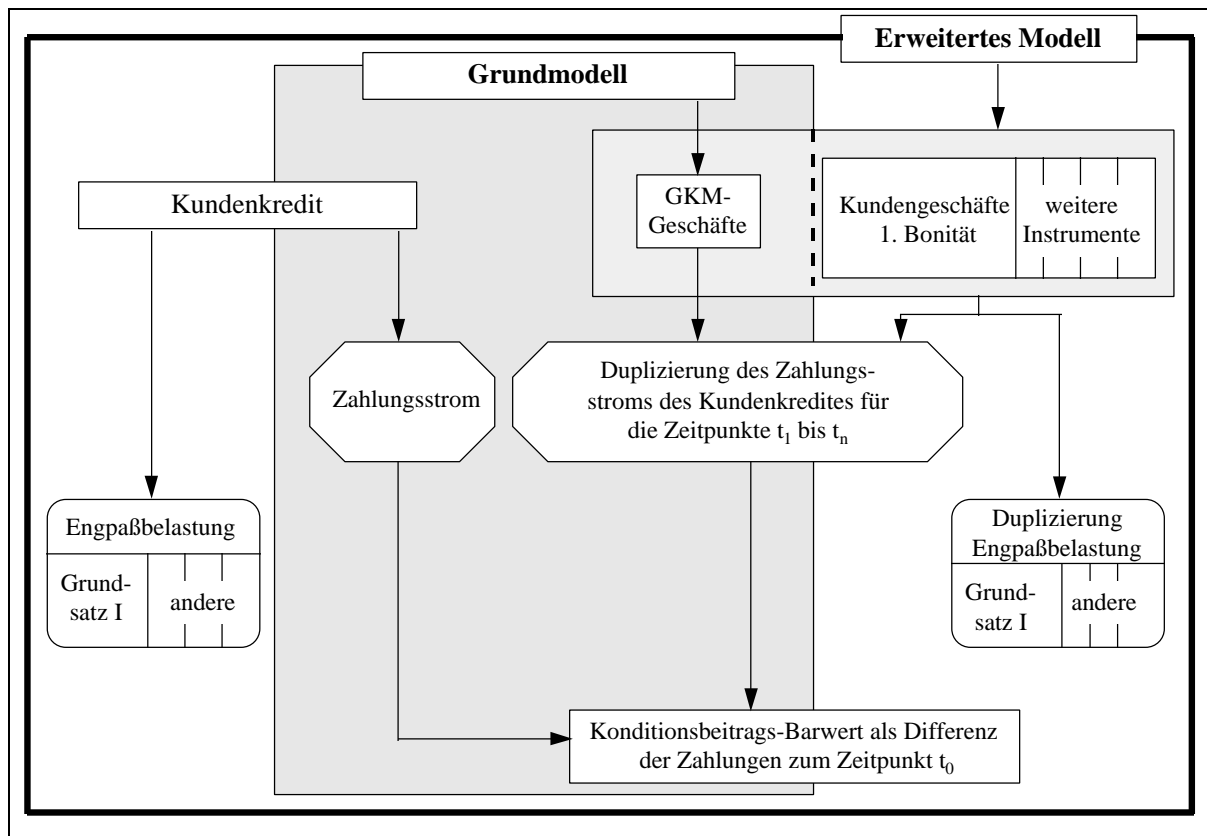 Erweitertes Modell
Grundmodell
Kundenkredit
GKM-
Geschäfte
Kundengeschäfte
1. Bonität
weitere
Instrumente
Zahlungsstrom
Duplizierung des Zahlungs-
stroms des Kundenkredites für
die Zeitpunkte t₁ bis tₙ
Engpaßbelastung
Grund-
satz I
andere
Duplizierung
Engpaßbelastung
Grund-
satz I
andere
Konditionsbeitrags-Barwert als Differenz
der Zahlungen zum Zeitpunkt t₀